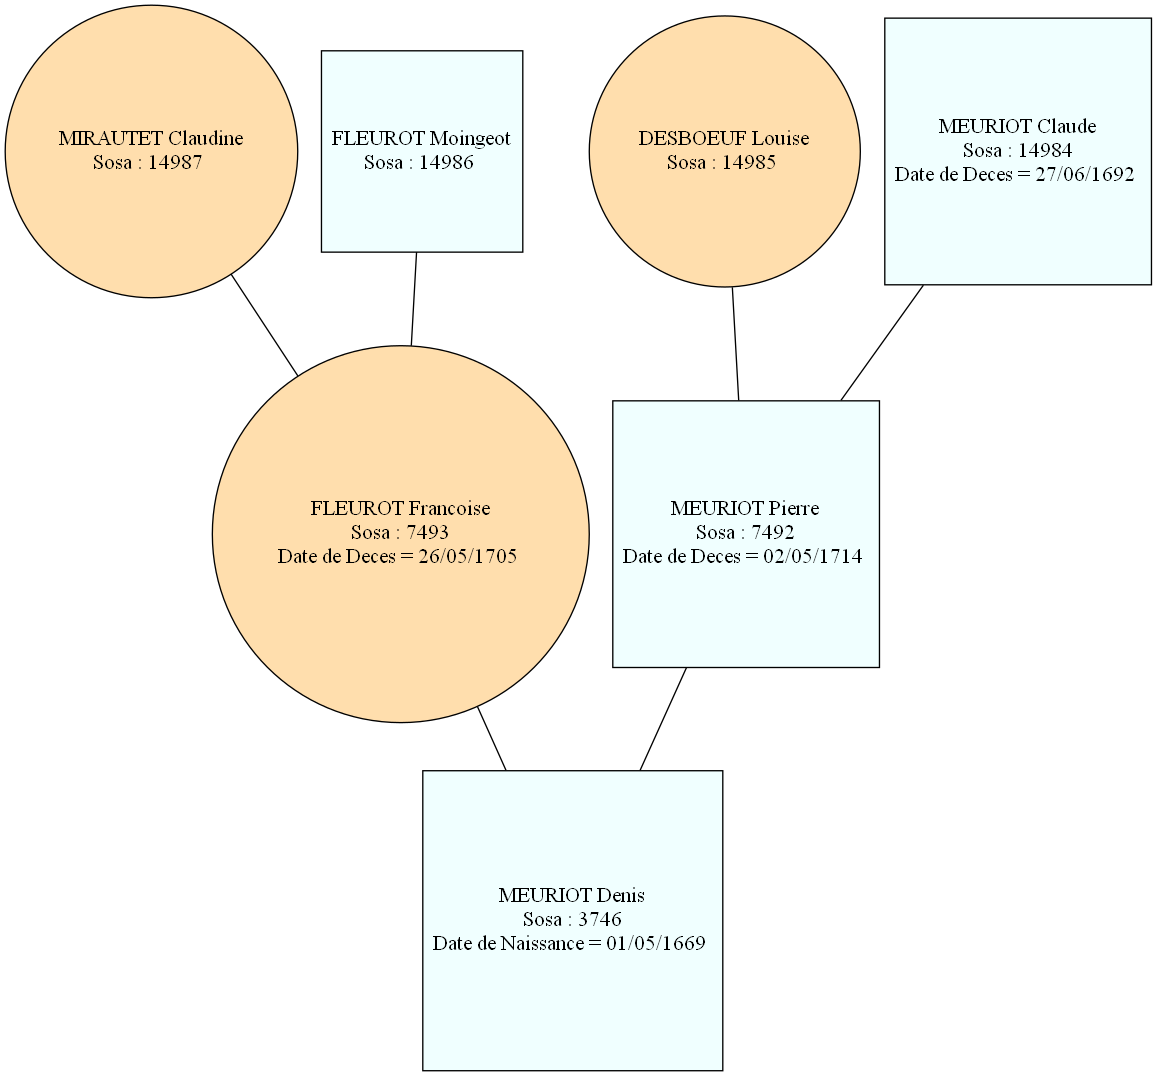 MIRAUTET Claudine
Sosa : 14987
FLEUROT Moingeot
Sosa : 14986
DESBOEUF Louise
Sosa : 14985
MEURIOT Claude
Sosa : 14984
Date de Deces = 27/06/1692
FLEUROT Francoise
Sosa : 7493
Date de Deces = 26/05/1705
MEURIOT Pierre
Sosa : 7492
Date de Deces = 02/05/1714
MEURIOT Denis
Sosa : 3746
Date de Naissance = 01/05/1669